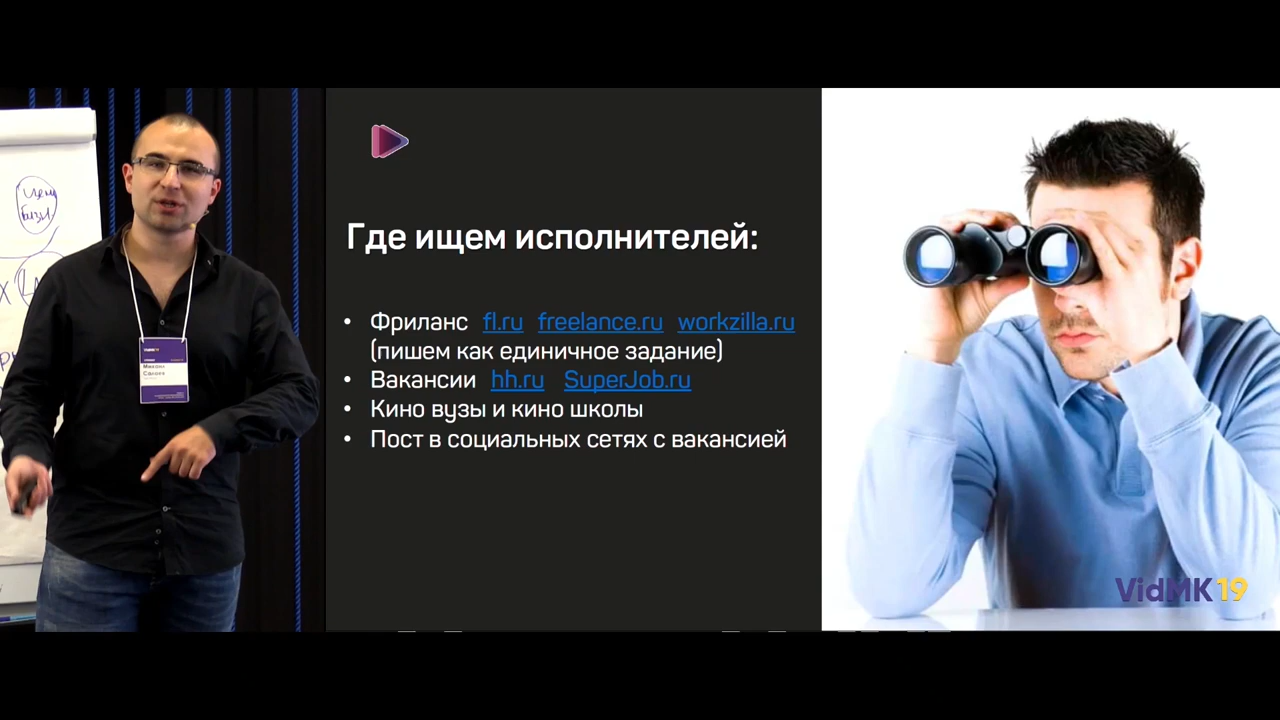 Где ищем исполнителей:
• Фриланс fl.ru freelance.ru workzilla.ru
(пишем как единичное задание)
• Вакансии hh.ru SuperJob.ru
• Кино вузы и кино школы
• Пост в социальных сетях с вакансией
VidMK19
Михаил